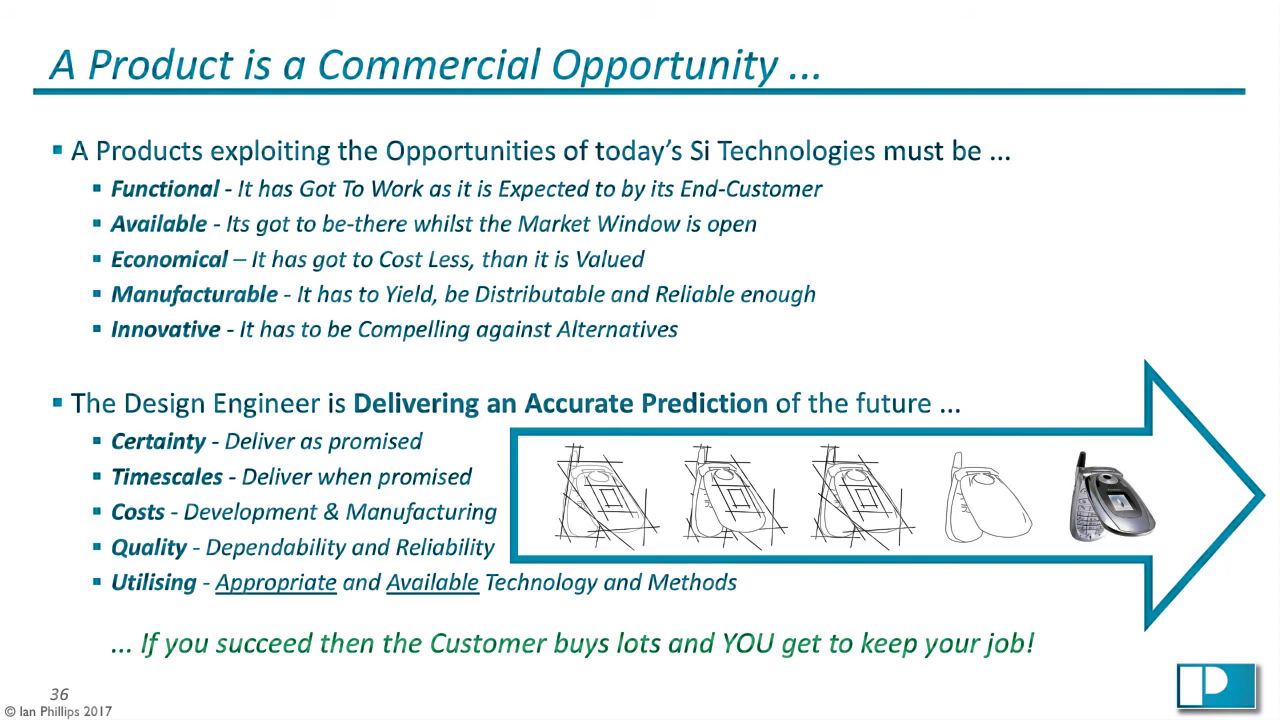 A Product is a Commercial Opportunity ...
▪ A Products exploiting the Opportunities of today's Si Technologies must be ...
▪ Functional - It has Got To Work as it is Expected to by its End-Customer
▪ Available - Its got to be-there whilst the Market Window is open
▪ Economical – It has got to Cost Less, than it is Valued
▪ Manufacturable - It has to Yield, be Distributable and Reliable enough
▪ Innovative - It has to be Compelling against Alternatives
▪ The Design Engineer is Delivering an Accurate Prediction of the future ...
▪ Certainty - Deliver as promised
▪ Timescales - Deliver when promised
▪ Costs - Development & Manufacturing
▪ Quality - Dependability and Reliability
▪ Utilising - Appropriate and Available Technology and Methods
... If you succeed then the Customer buys lots and YOU get to keep your job!
36
© Ian Phillips 2017